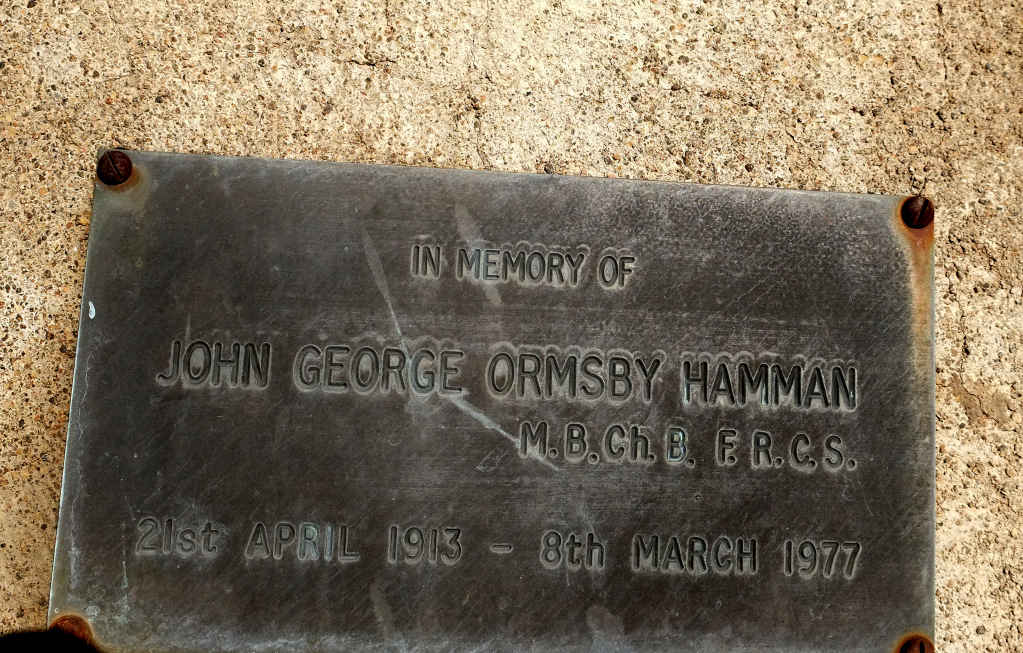 IN MEMORY OF
JOHN GEORGE ORMSBY HAMMAN
M.B.Ch.B. F.R.C.S.
21st APRIL 1913 - 8th MARCH 1977